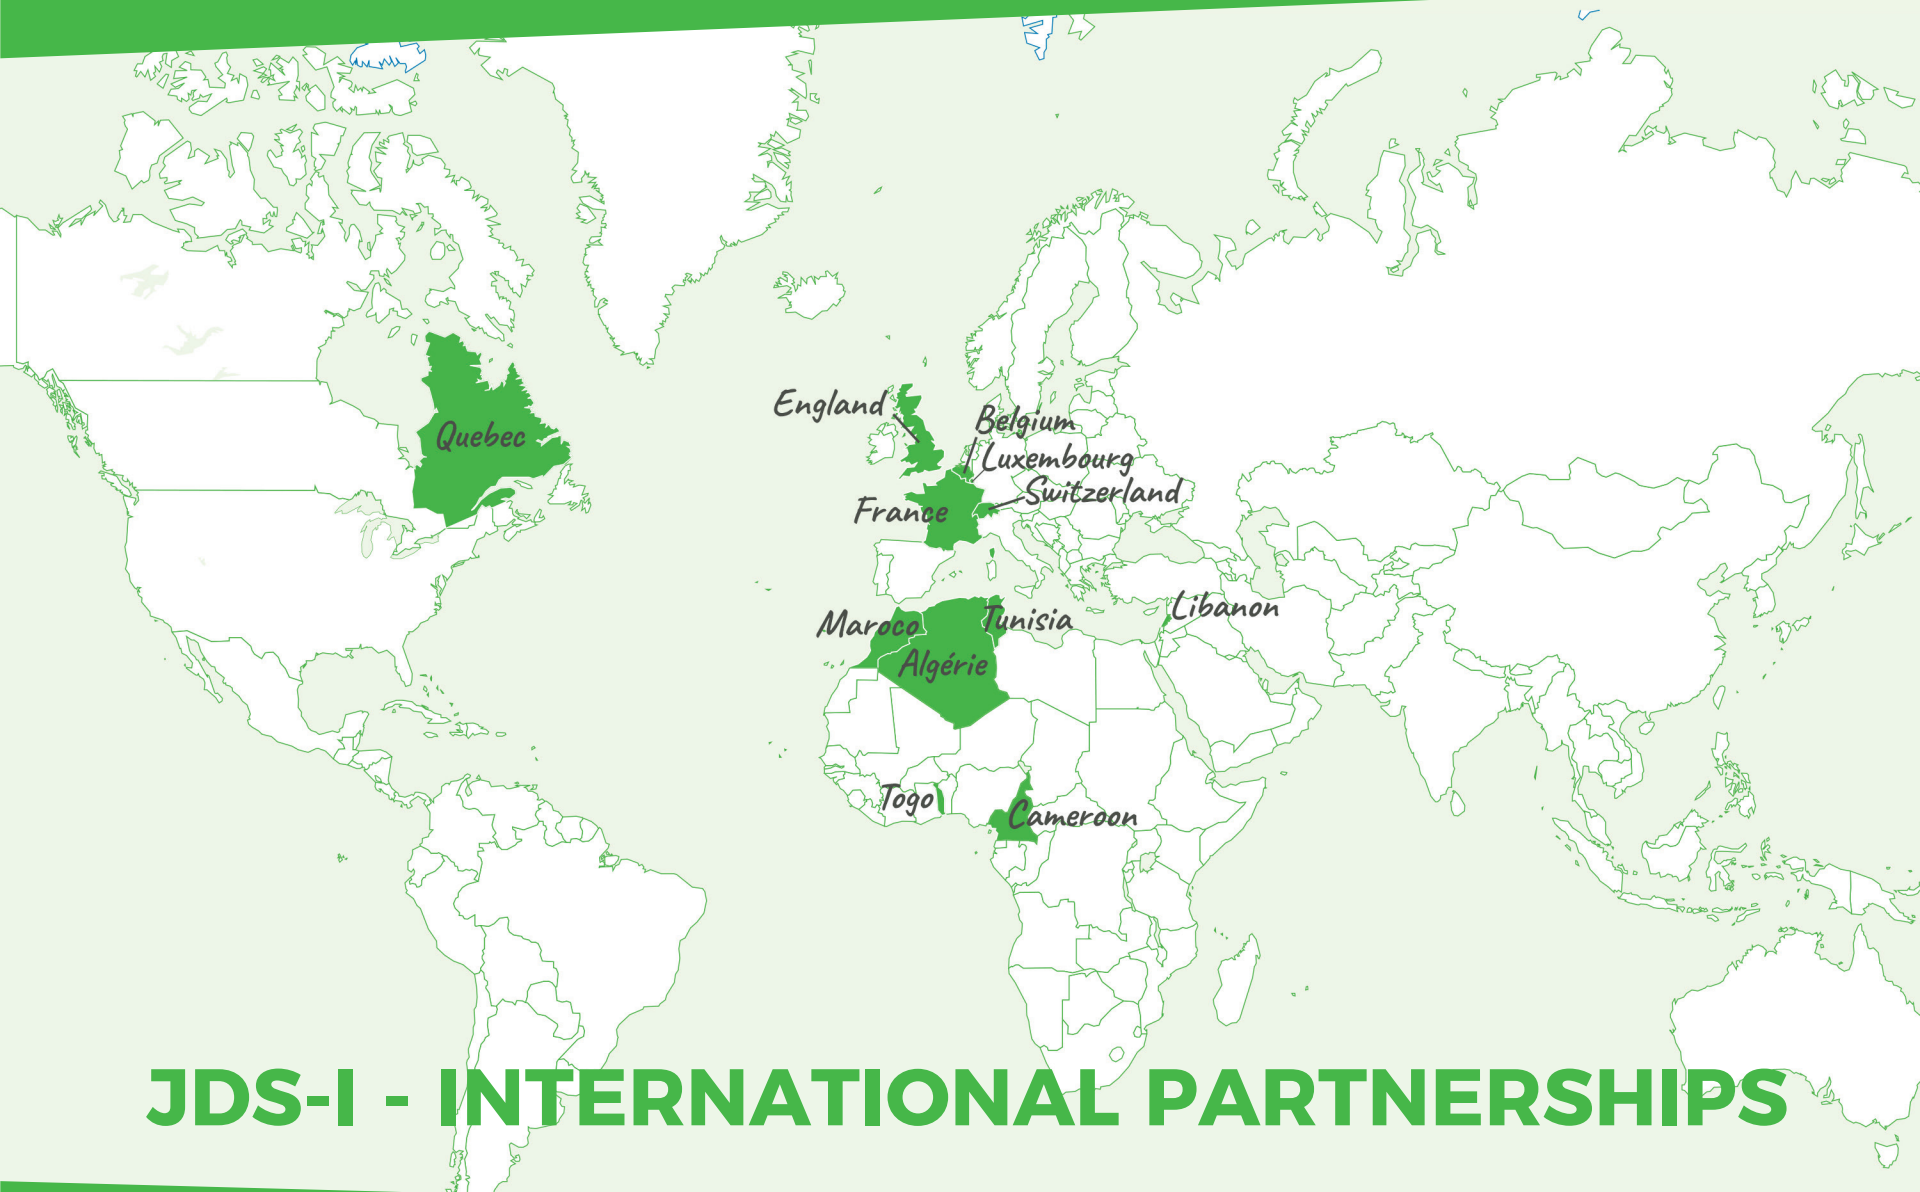 England
Belgium
Quebec
Luxembourg
Switzerland
France
Libanon
Maroco
Tunisia
Algérie
Togo
Cameroon
JDS-I - INTERNATIONAL PARTNERSHIPS